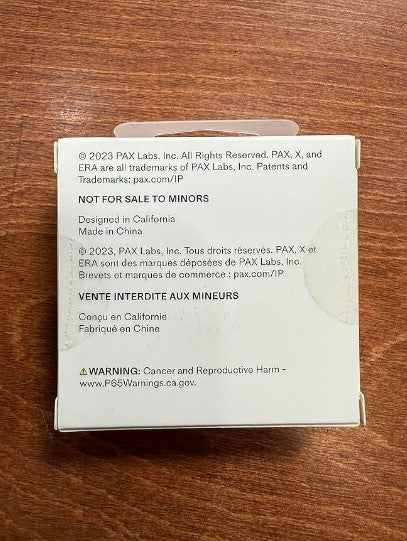 © 2023 PAX Labs, Inc. All Rights Reserved. PAX, X, and
ERA are all trademarks of PAX Labs, Inc. Patents and
Trademarks: pax.com/IP
NOT FOR SALE TO MINORS
Designed in California
Made in China
© 2023, PAX Labs, Inc. Tous droits réservés. PAX, X et
ERA sont des marques déposées de PAX Labs, Inc.
Brevets et marques de commerce : pax.com/IP
VENTE INTERDITE AUX MINEURS
Conçu en Californie
Fabriqué en Chine
⚠WARNING: Cancer and Reproductive Harm -
www.P65Warnings.ca.gov.